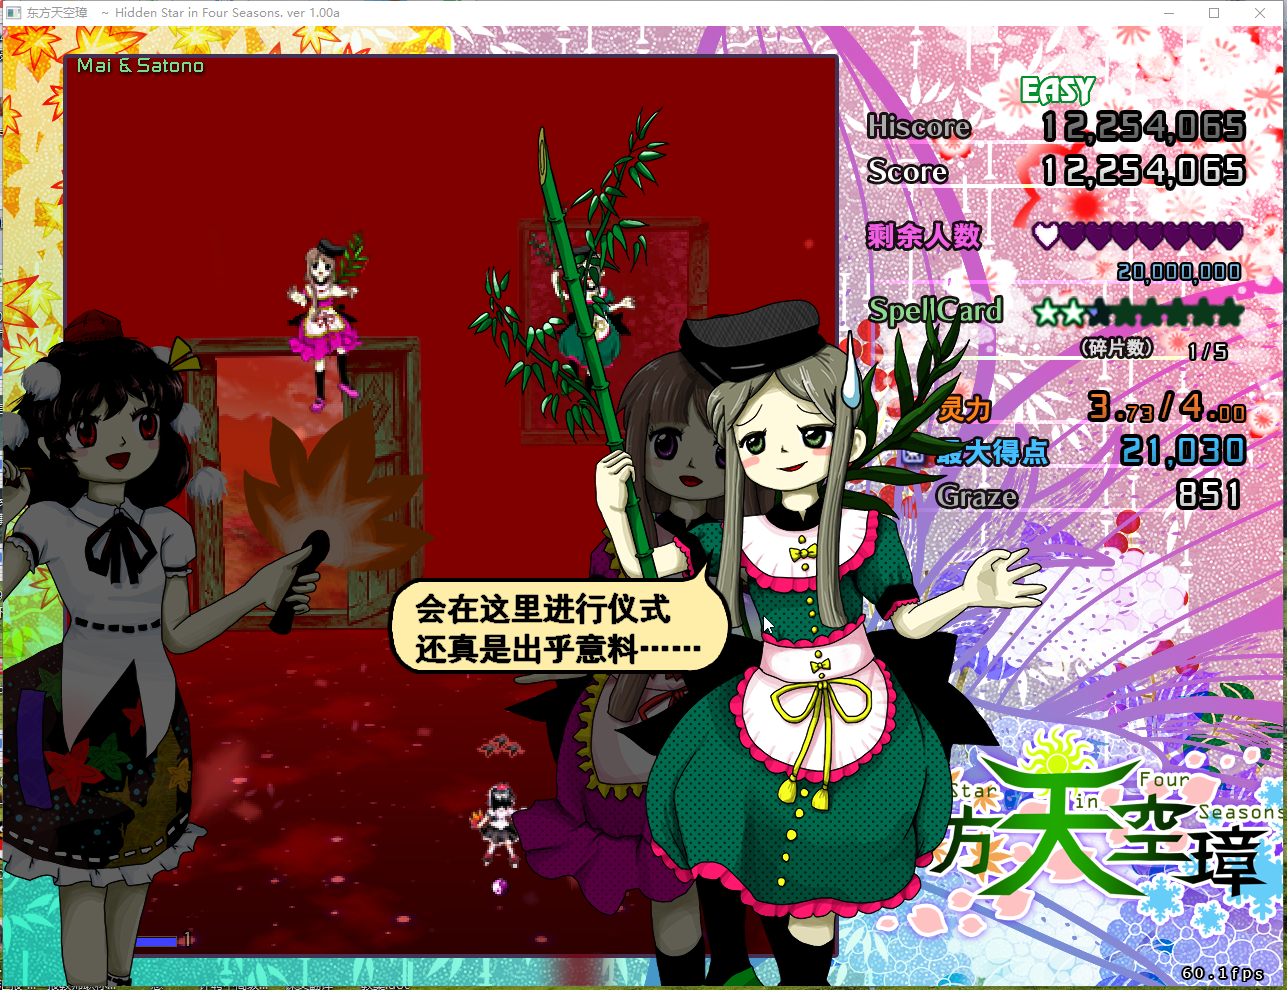 东方天空璋 ~ Hidden Star in Four Seasons. ver 1.00a
Mai & Satono
EASY
Hiscore 12,254,065
Score 12,254,065
剩余人数
20,000,000
SpellCard
(碎片数) 1/5
灵力 3.73/4.00
最大得点 21,030
Graze 851
会在这里进行仪式
还真是出乎意料……
1
Star in Four Seasons
方天空璋
60.1fps